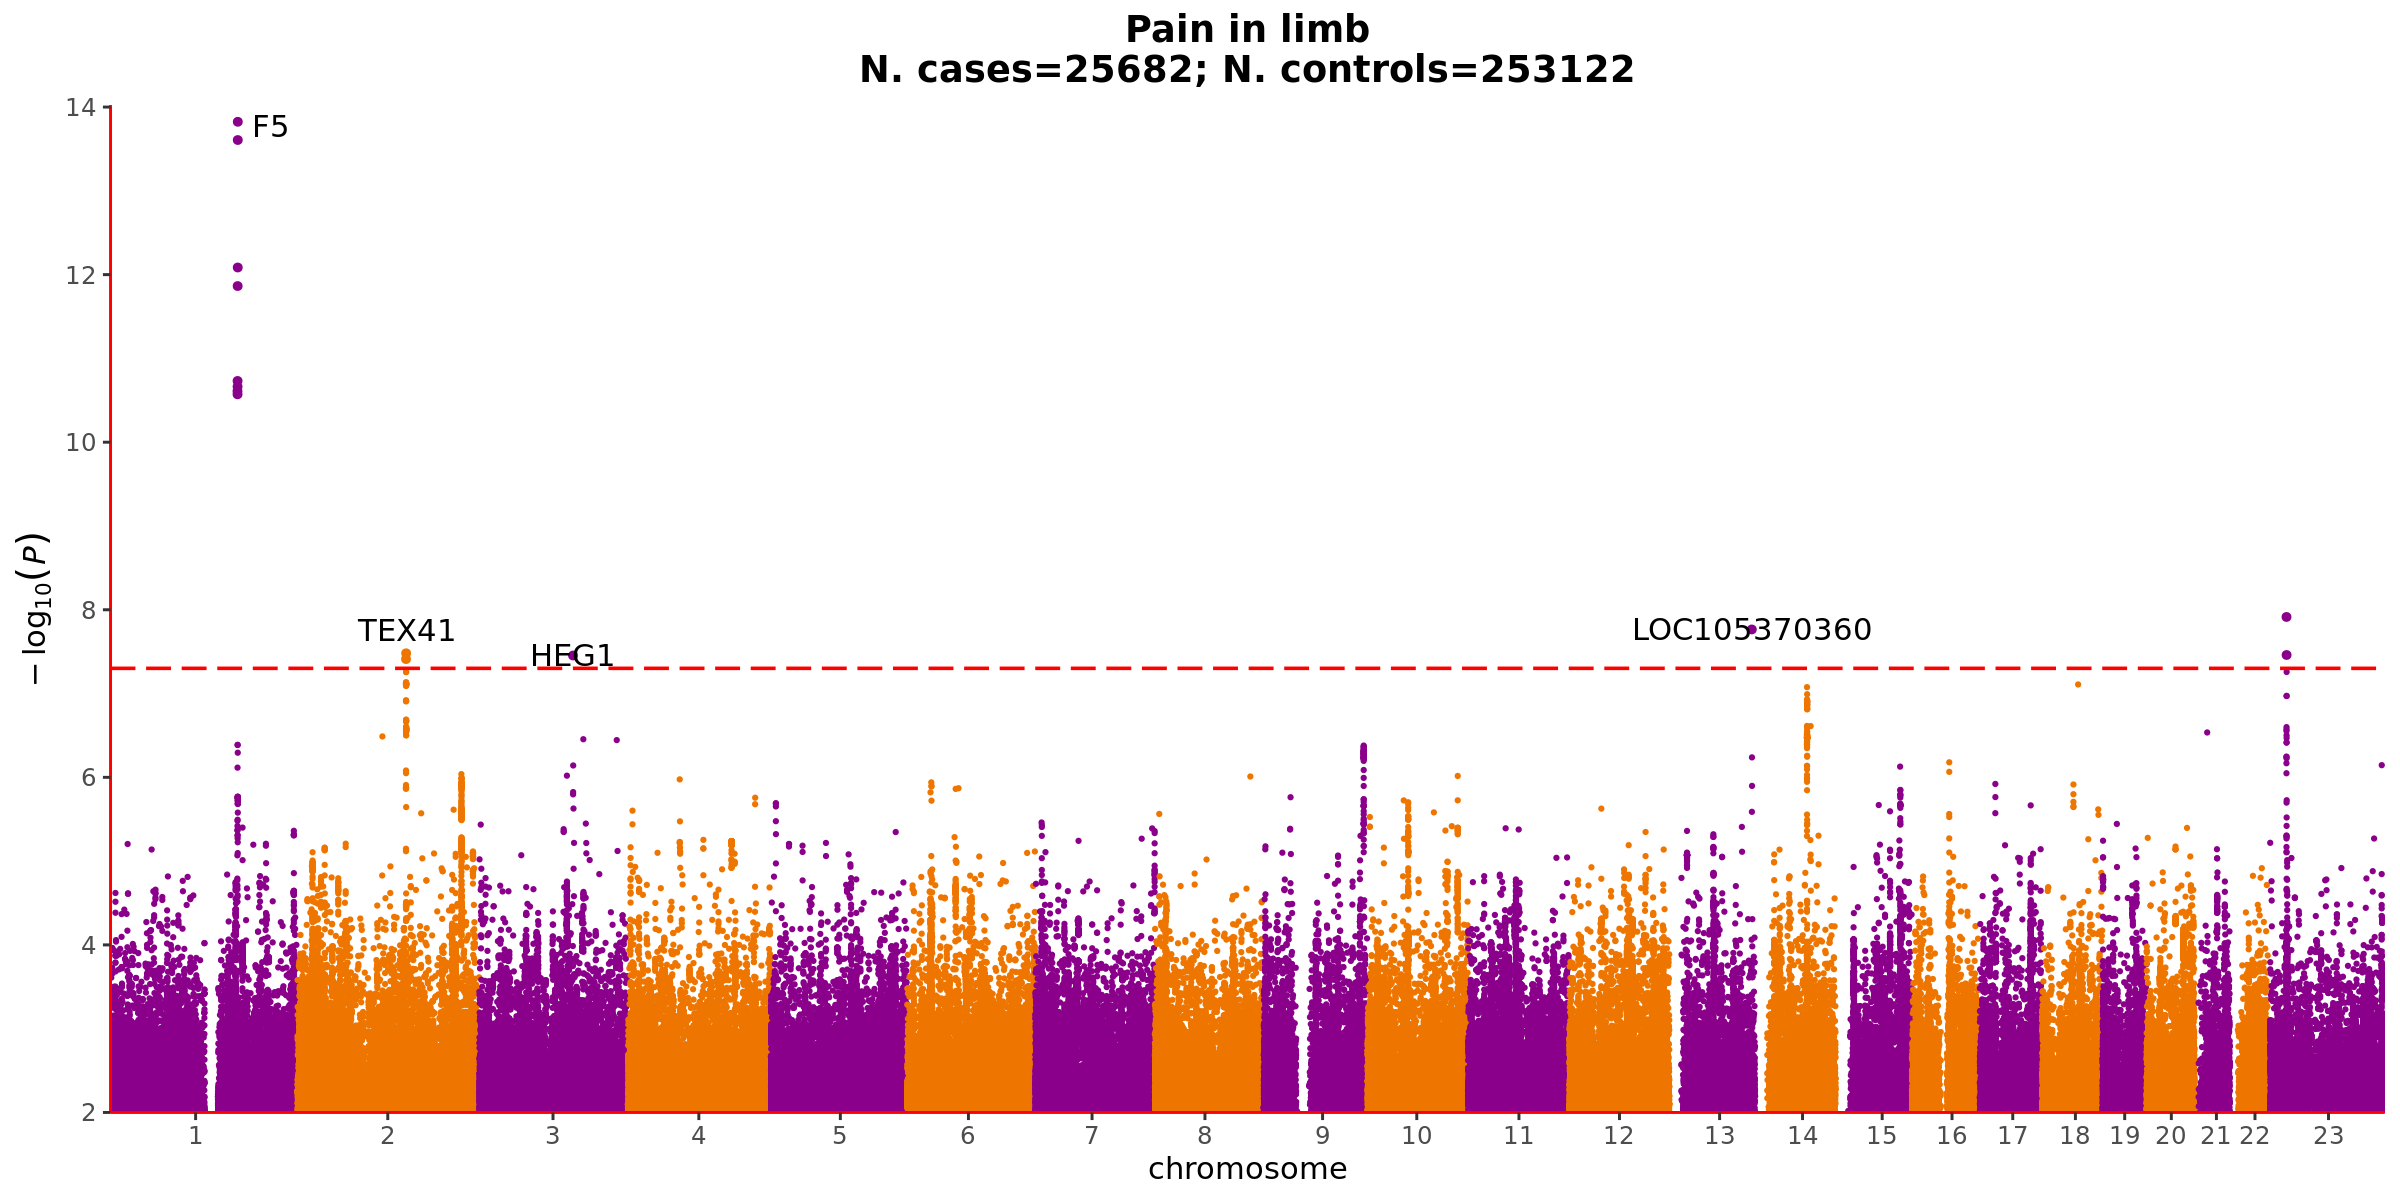 Pain in limb
N. cases=25682; N. controls=253122
14
F5
12
10
8
TEX41
HEG1
LOC105370360
6
4
2
−log10(P)
1 2 3 4 5 6 7 8 9 10 11 12 13 14 15 16 17 18 19 20 21 22 23
chromosome